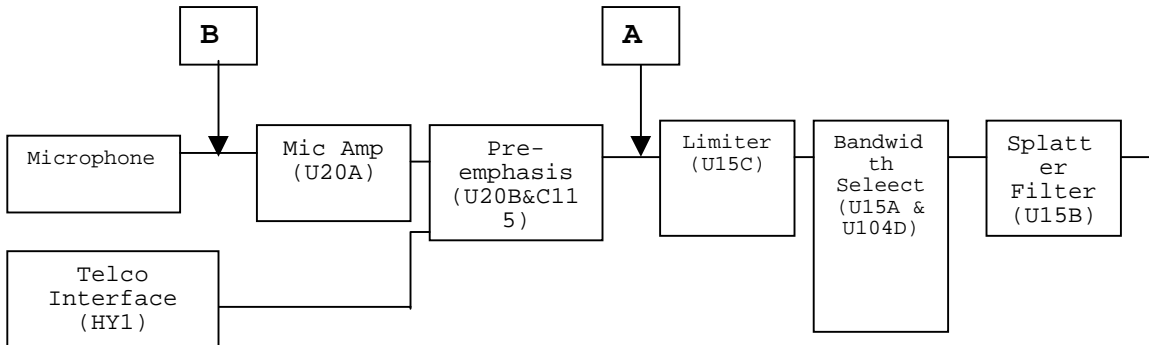 B
A
Microphone
Mic Amp
(U20A)
Pre-
emphasis
(U20B&C11
5)
Limiter
(U15C)
Bandwid
th
Seleect
(U15A &
U104D)
Splatt
er
Filter
(U15B)
Telco
Interface
(HY1)